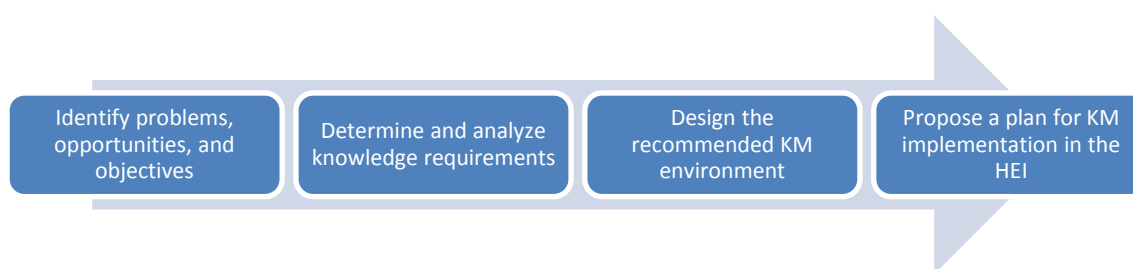 Identify problems,
opportunities, and
objectives
Determine and analyze
knowledge requirements
Design the
recommended KM
environment
Propose a plan for KM
implementation in the
HEI